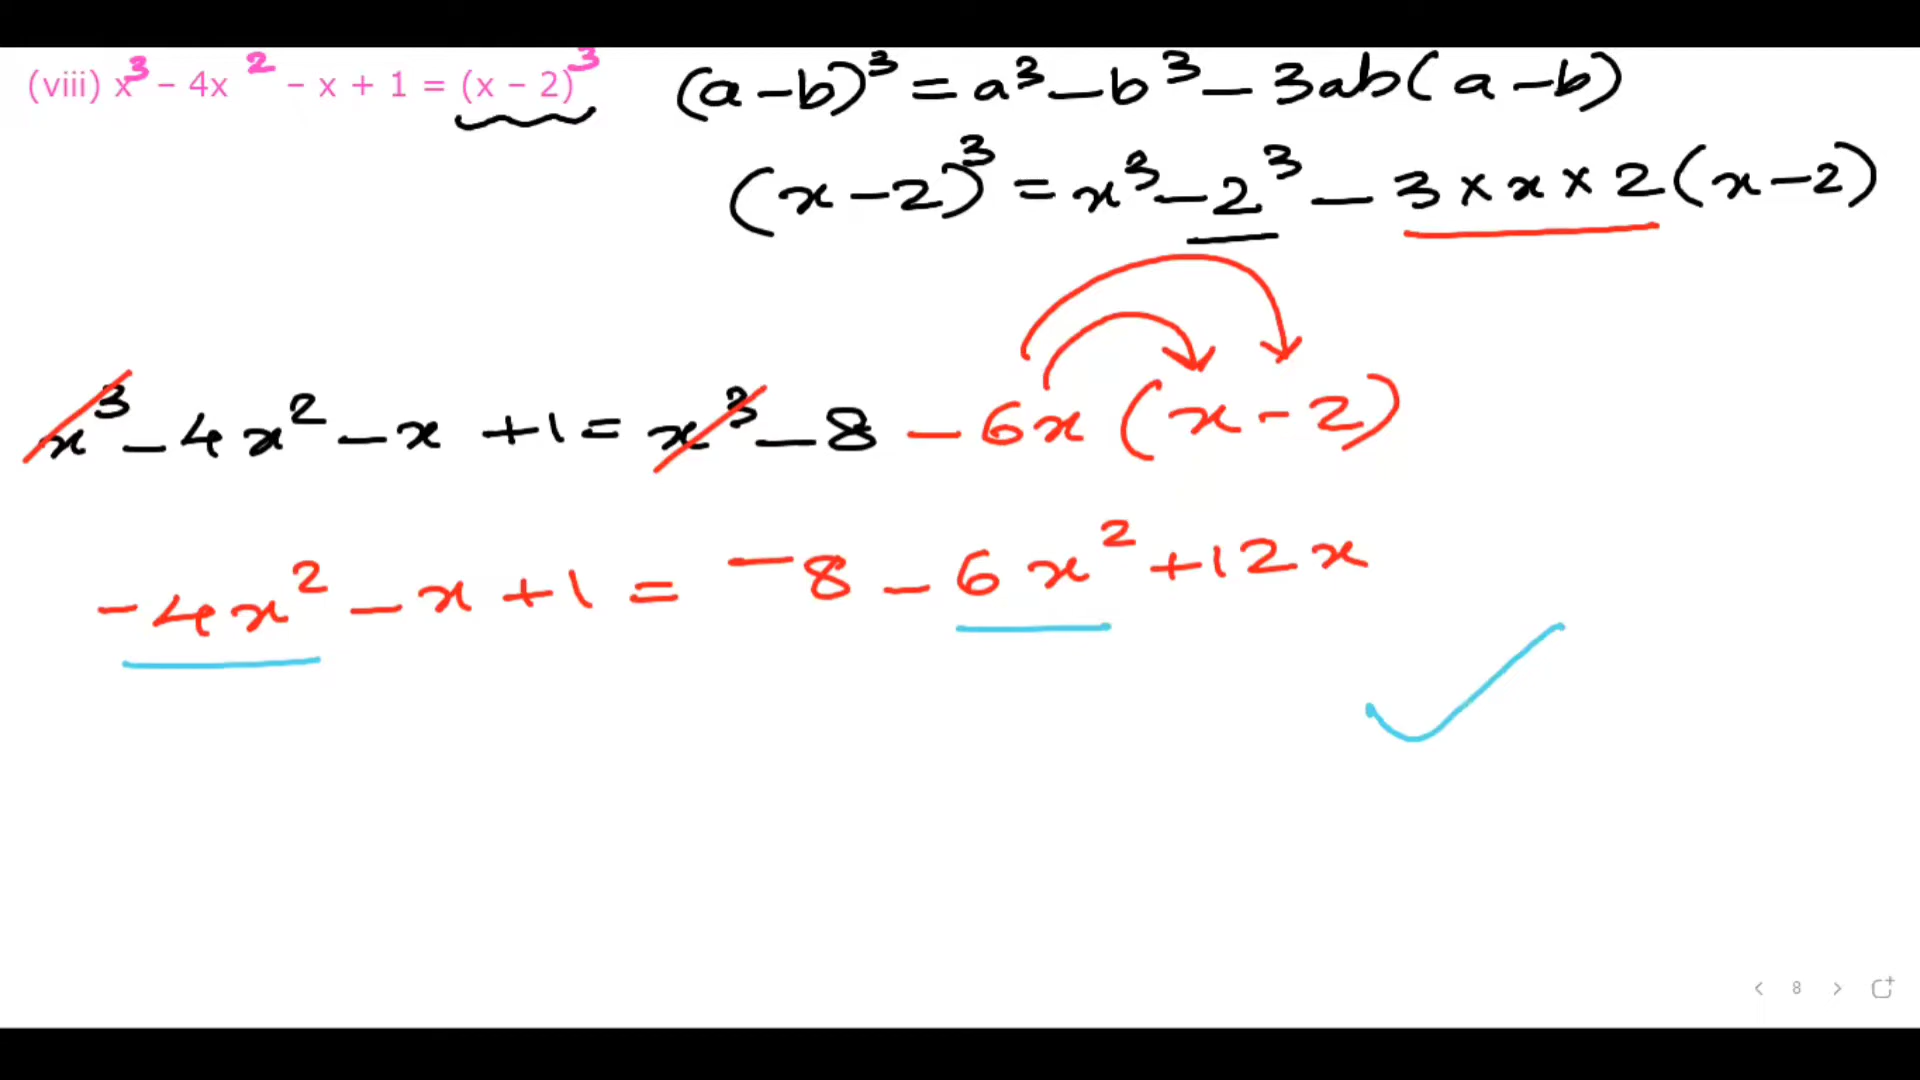 (viii) x³ - 4x² - x + 1 = (x - 2)³
(a - b)³ = a³ - b³ - 3ab(a - b)
(x - 2)³ = x³ - 2³ - 3 × x × 2(x - 2)
x³ - 4x² - x + 1 = x³ - 8 - 6x(x - 2)
-4x² - x + 1 = -8 - 6x² + 12x
< 8 >